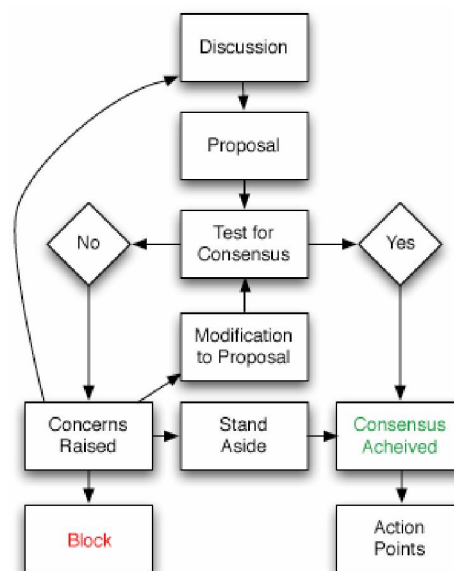 Discussion
Proposal
No
Test for
Consensus
Yes
Modification
to Proposal
Concerns
Raised
Stand
Aside
Consensus
Acheived
Block
Action
Points